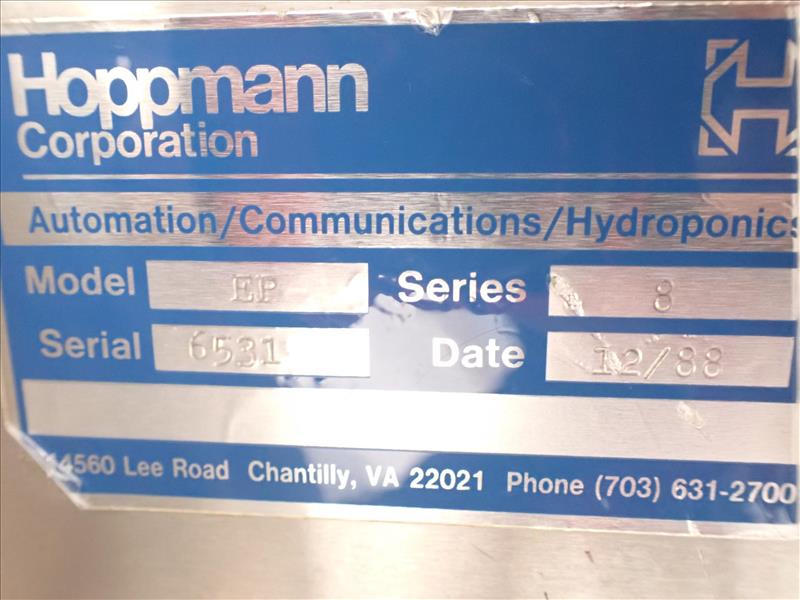 Hoppmann
Corporation
Automation/Communications/Hydroponics
Model EP Series 8
Serial 6531 Date 12/88
14560 Lee Road Chantilly, VA 22021 Phone (703) 631-2700